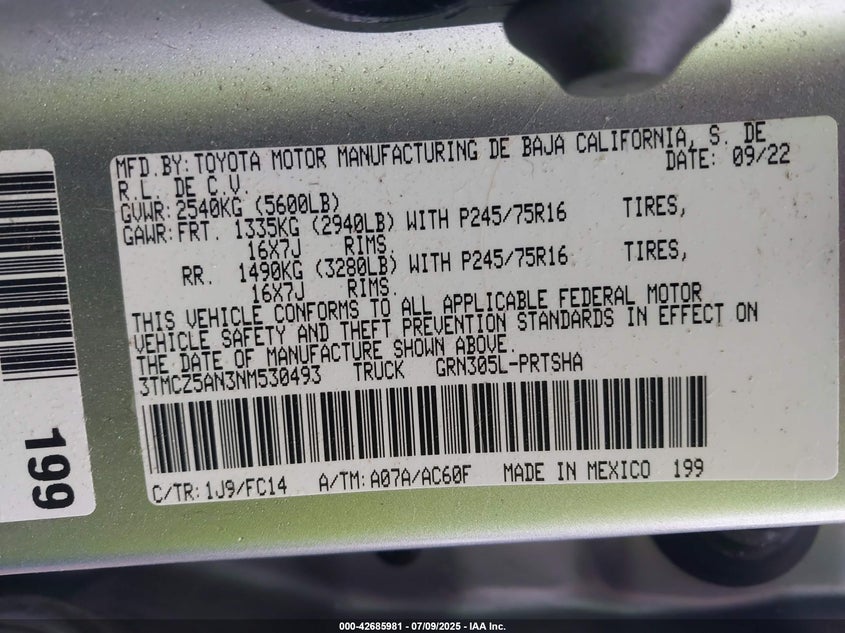 MFD.BY:TOYOTA MOTOR MANUFACTURING DE BAJA CALIFORNIA, S. DE
R.L. DE C.V. DATE: 09/22
GVWR:2540KG (5600LB)
GAWR:FRT. 1335KG (2940LB) WITH P245/75R16 TIRES,
16X7J RIMS.
RR. 1490KG (3280LB) WITH P245/75R16 TIRES,
16X7J RIMS.
THIS VEHICLE CONFORMS TO ALL APPLICABLE FEDERAL MOTOR
VEHICLE SAFETY AND THEFT PREVENTION STANDARDS IN EFFECT ON
THE DATE OF MANUFACTURE SHOWN ABOVE.
3TMCZ5AN3NM530493 TRUCK GRN305L-PRTSHA
C/TR:1J9/FC14 A/TM:A07A/AC60F MADE IN MEXICO 199
199
000-42685981 | 07/09/2025 | IAA Inc.